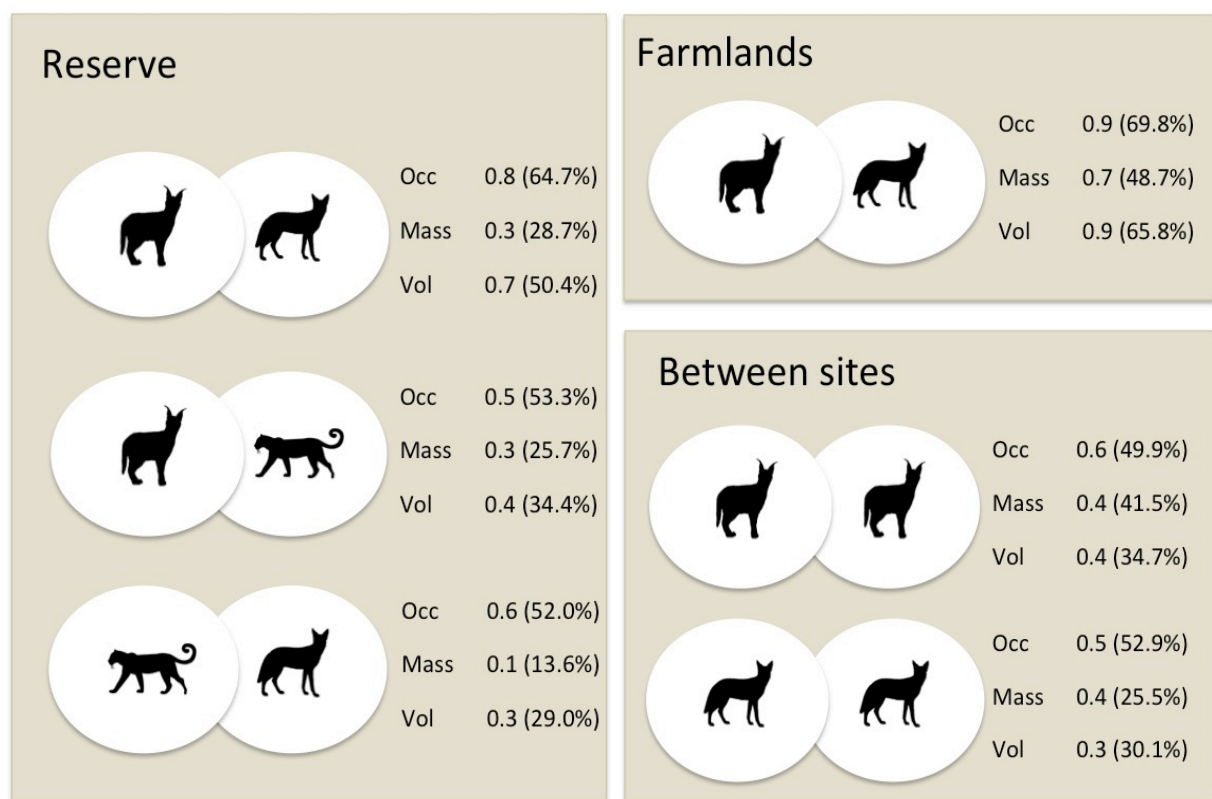 Reserve
Occ 0.8 (64.7%)
Mass 0.3 (28.7%)
Vol 0.7 (50.4%)
Occ 0.5 (53.3%)
Mass 0.3 (25.7%)
Vol 0.4 (34.4%)
Occ 0.6 (52.0%)
Mass 0.1 (13.6%)
Vol 0.3 (29.0%)
Farmlands
Occ 0.9 (69.8%)
Mass 0.7 (48.7%)
Vol 0.9 (65.8%)
Between sites
Occ 0.6 (49.9%)
Mass 0.4 (41.5%)
Vol 0.4 (34.7%)
Occ 0.5 (52.9%)
Mass 0.4 (25.5%)
Vol 0.3 (30.1%)